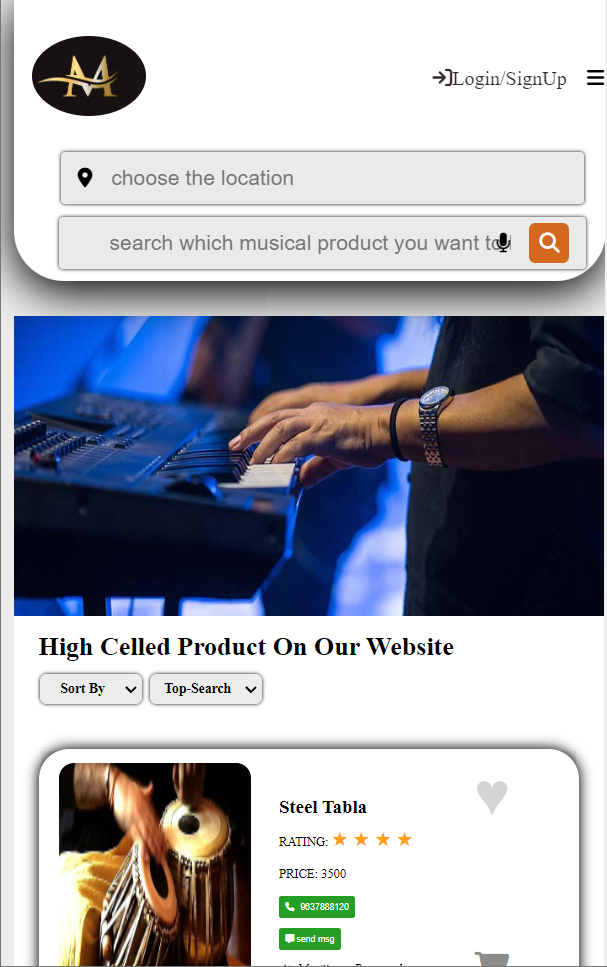 M
Login/SignUp
choose the location
search which musical product you want to
High Celled Product On Our Website
Sort By
Top-Search
Steel Tabla
RATING: ★ ★ ★ ★
PRICE: 3500
9637888120
send msg